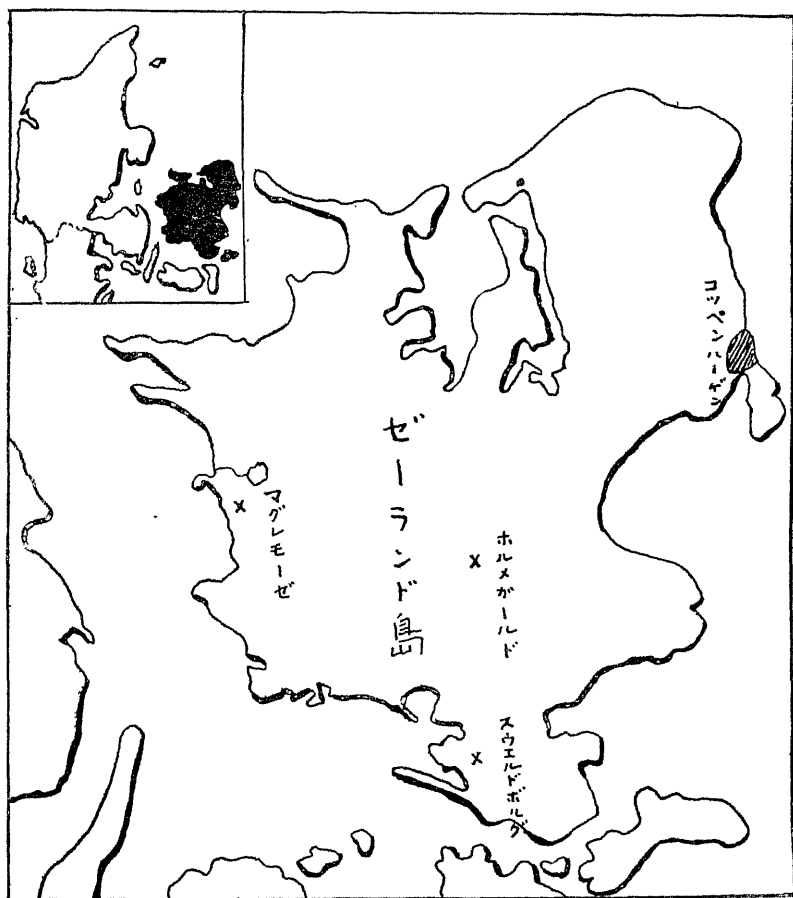 コッペンハーゲン
ゼーランド島
マグレモーゼ
ホルメガールド
スウエルドボルグ